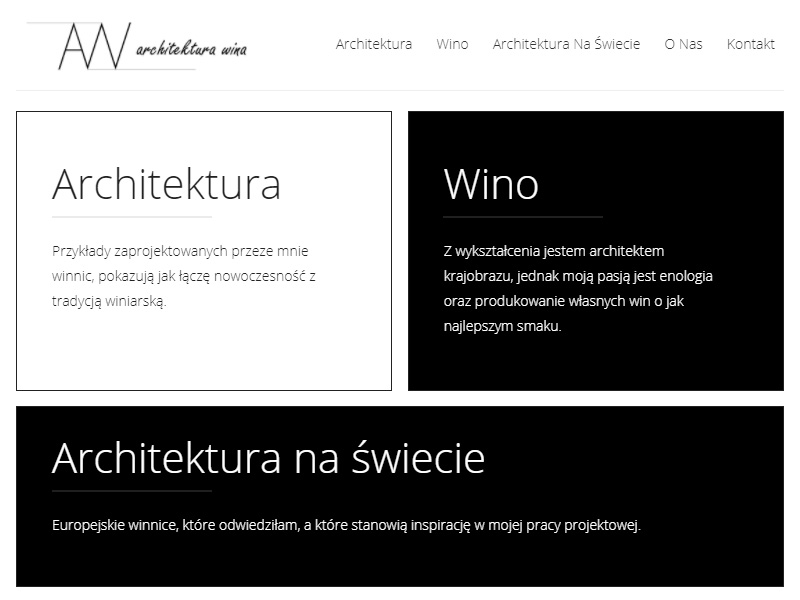 AW architektura wina
Architektura Wino Architektura Na Świecie O Nas Kontakt
Architektura
Przykłady zaprojektowanych przeze mnie
winnic, pokazują jak łączę nowoczesność z
tradycją winiarską.
Wino
Z wykształcenia jestem architektem
krajobrazu, jednak moją pasją jest enologia
oraz produkowanie własnych win o jak
najlepszym smaku.
Architektura na świecie
Europejskie winnice, które odwiedziłam, a które stanowią inspirację w mojej pracy projektowej.